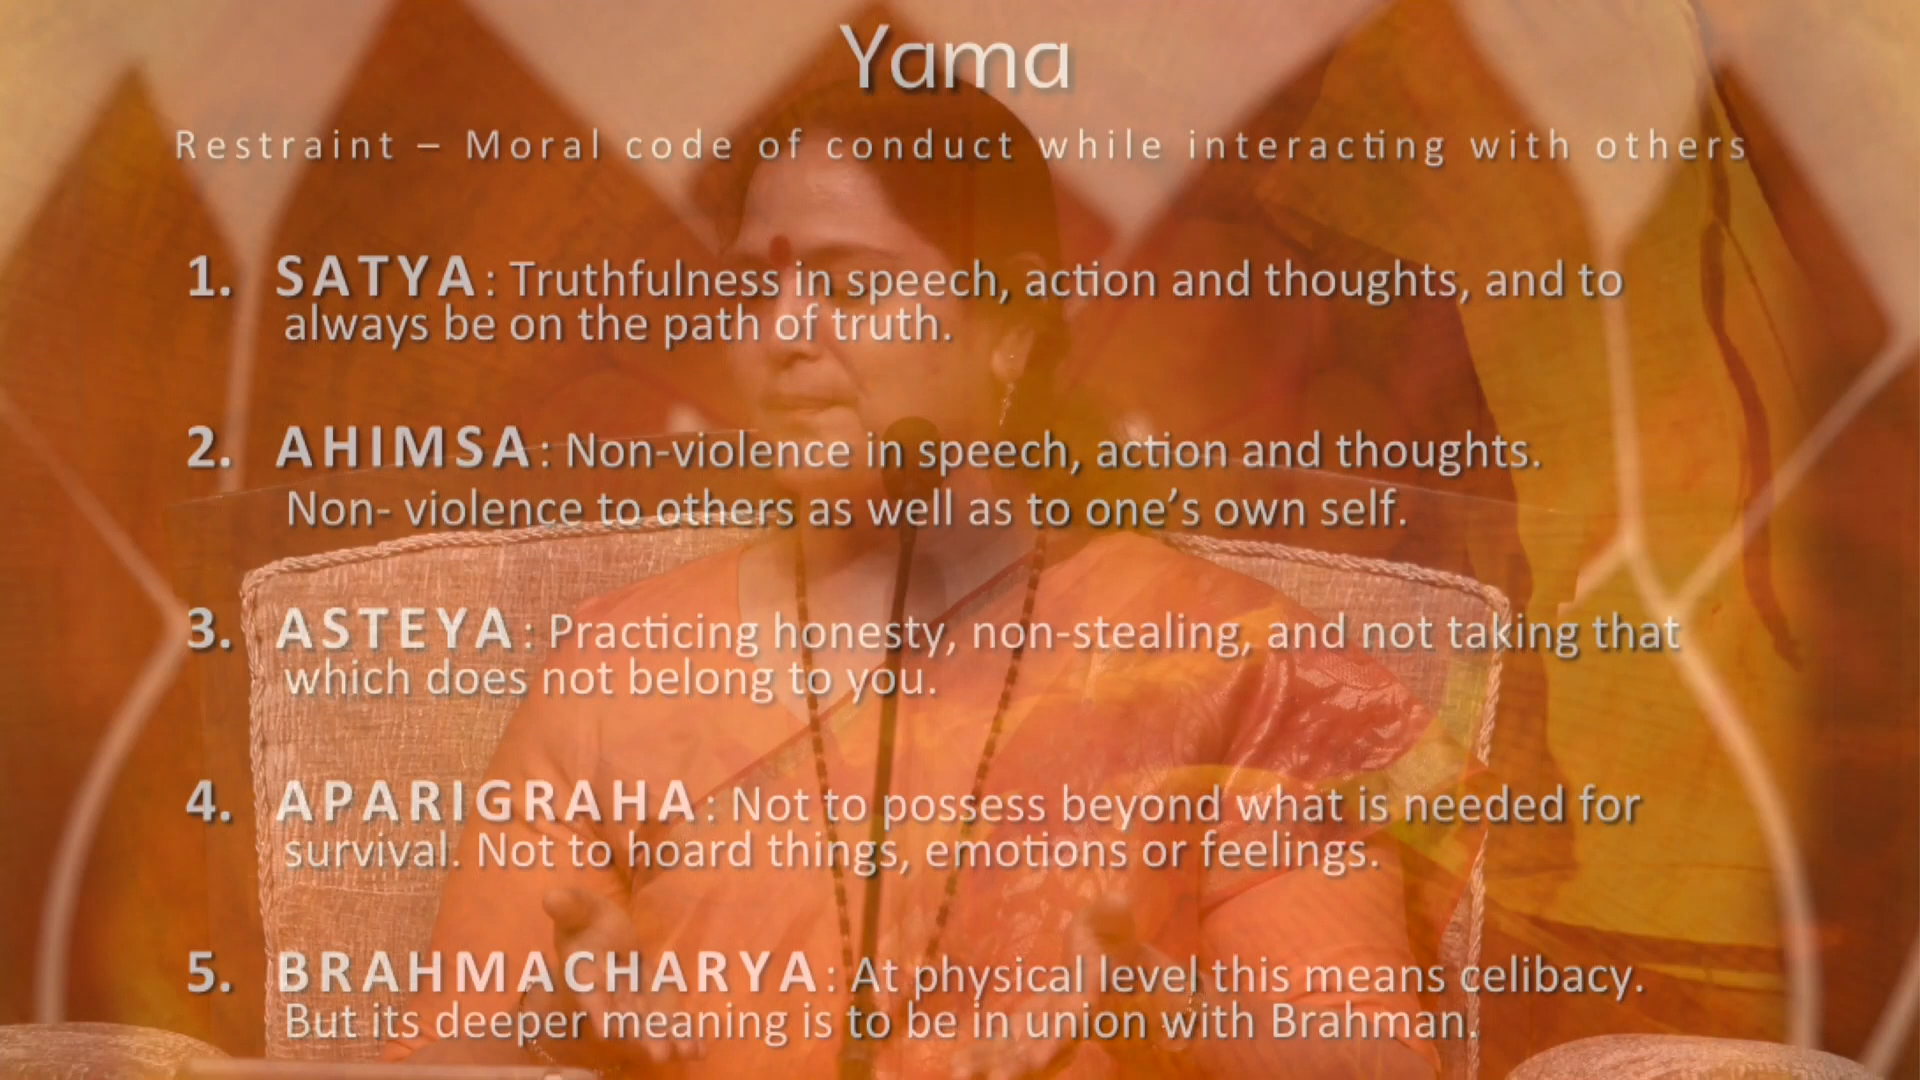 Yama
Restraint – Moral code of conduct while interacting with others
1. SATYA: Truthfulness in speech, action and thoughts, and to
always be on the path of truth.
2. AHIMSA: Non-violence in speech, action and thoughts.
Non- violence to others as well as to one’s own self.
3. ASTEYA: Practicing honesty, non-stealing, and not taking that
which does not belong to you.
4. APARIGRAHA: Not to possess beyond what is needed for
survival. Not to hoard things, emotions or feelings.
5. BRAHMACHARYA: At physical level this means celibacy.
But its deeper meaning is to be in union with Brahman.